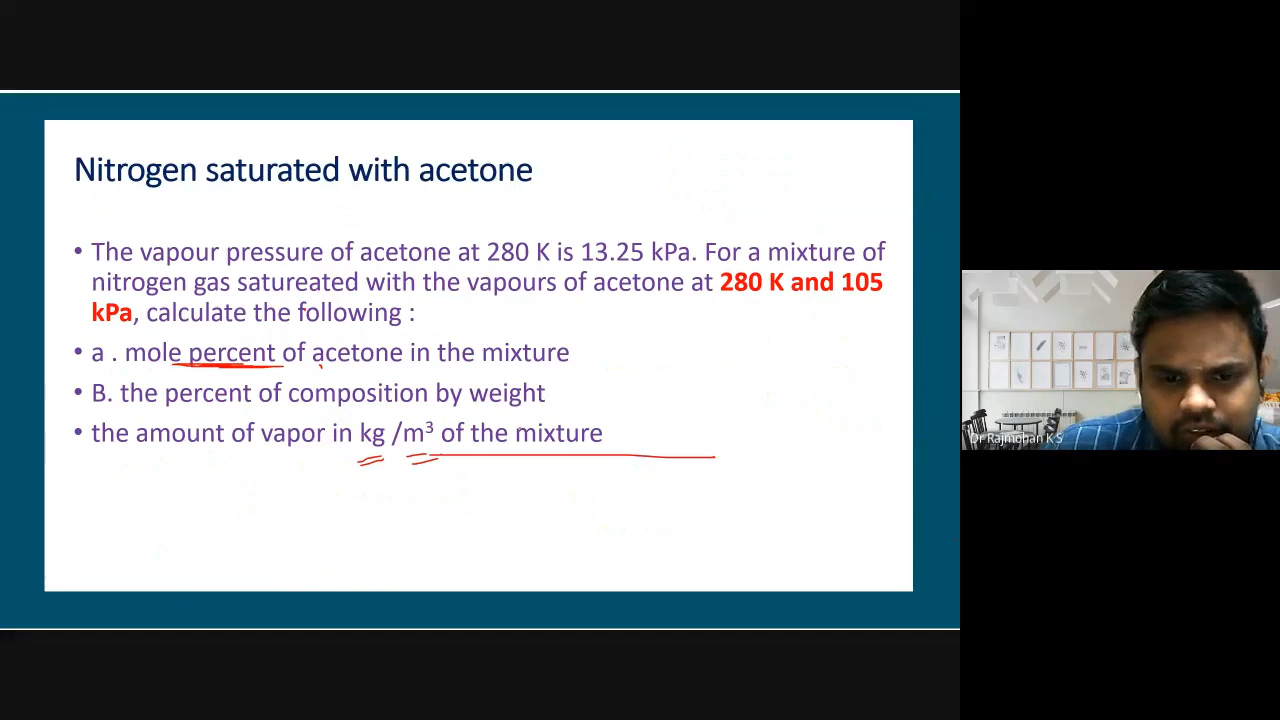 Nitrogen saturated with acetone
• The vapour pressure of acetone at 280 K is 13.25 kPa. For a mixture of
nitrogen gas satureated with the vapours of acetone at 280 K and 105
kPa, calculate the following :
• a . mole percent of acetone in the mixture
• B. the percent of composition by weight
• the amount of vapor in kg /m³ of the mixture
Dr Rajmohan K S